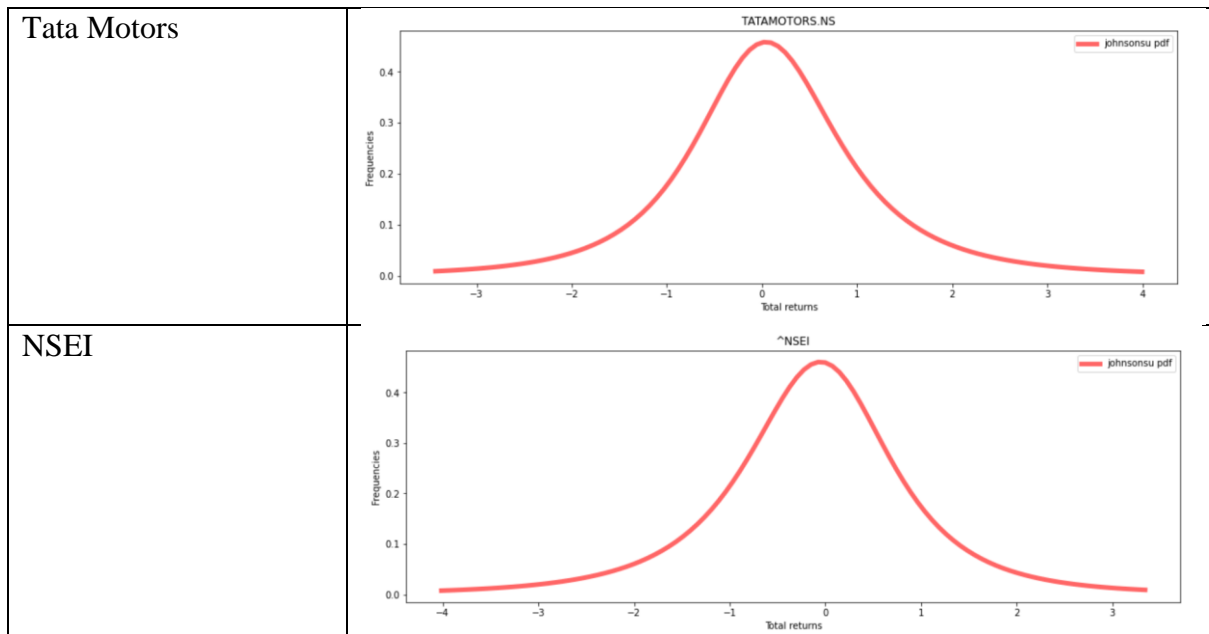 Tata Motors
TATAMOTORS.NS
johnsonsu pdf
Frequencies
0.4
0.3
0.2
0.1
0.0
−3 −2 −1 0 1 2 3 4
Total returns
NSEI
^NSEI
johnsonsu pdf
Frequencies
0.4
0.3
0.2
0.1
0.0
−4 −3 −2 −1 0 1 2 3
Total returns